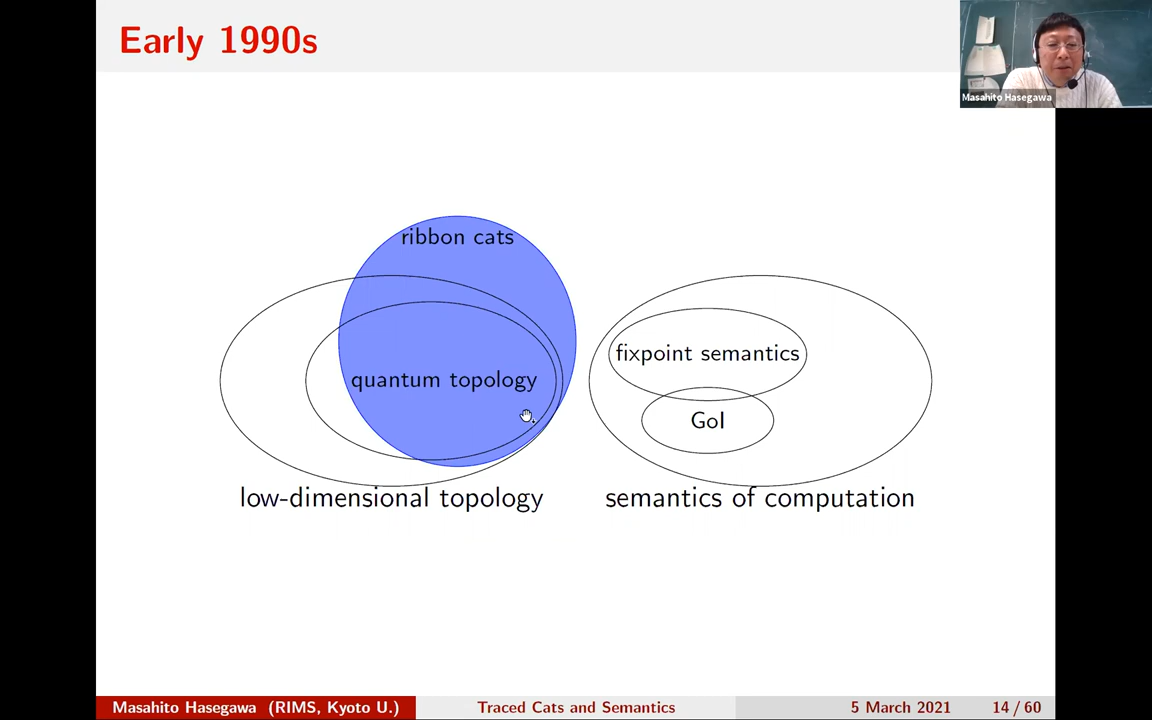 Early 1990s
Masahito Hasegawa
ribbon cats
fixpoint semantics
quantum topology
GoI
low-dimensional topology
semantics of computation
Masahito Hasegawa (RIMS, Kyoto U.)
Traced Cats and Semantics
5 March 2021
14 / 60